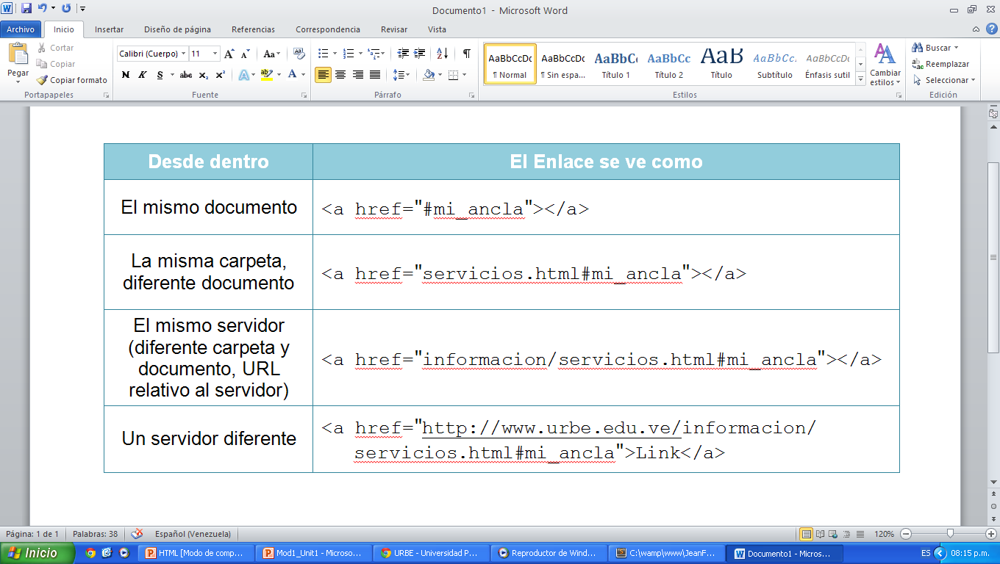 Documento1 - Microsoft Word
Archivo Inicio Insertar Diseño de página Referencias Correspondencia Revisar Vista
Pegar
Cortar
Copiar
Copiar formato
Portapapeles
Calibri (Cuerpo) 11
N K S abc x₂ x²
Fuente
Párrafo
AaBbCcDc AaBbCcDc AaBbC AaBbCc AaB AaBbCc. AaBbCcDc
¶ Normal ¶ Sin espa... Título 1 Título 2 Título Subtítulo Énfasis sutil
Cambiar
estilos
Estilos
Buscar
Reemplazar
Seleccionar
Edición
Desde dentro
El Enlace se ve como
El mismo documento
<a href="#mi_ancla"></a>
La misma carpeta,
diferente documento
<a href="servicios.html#mi_ancla"></a>
El mismo servidor
(diferente carpeta y
documento, URL
relativo al servidor)
<a href="informacion/servicios.html#mi_ancla"></a>
Un servidor diferente
<a href="http://www.urbe.edu.ve/informacion/
servicios.html#mi_ancla">Link</a>
Página: 1 de 1 Palabras: 38 Español (Venezuela) 120%
Inicio HTML [Modo de comp... Mod1_Unit1 - Microso... URBE - Universidad P... Reproductor de Wind... C:\wamp\www\JeanF... Documento1 - Micros... ES 08:15 p.m.